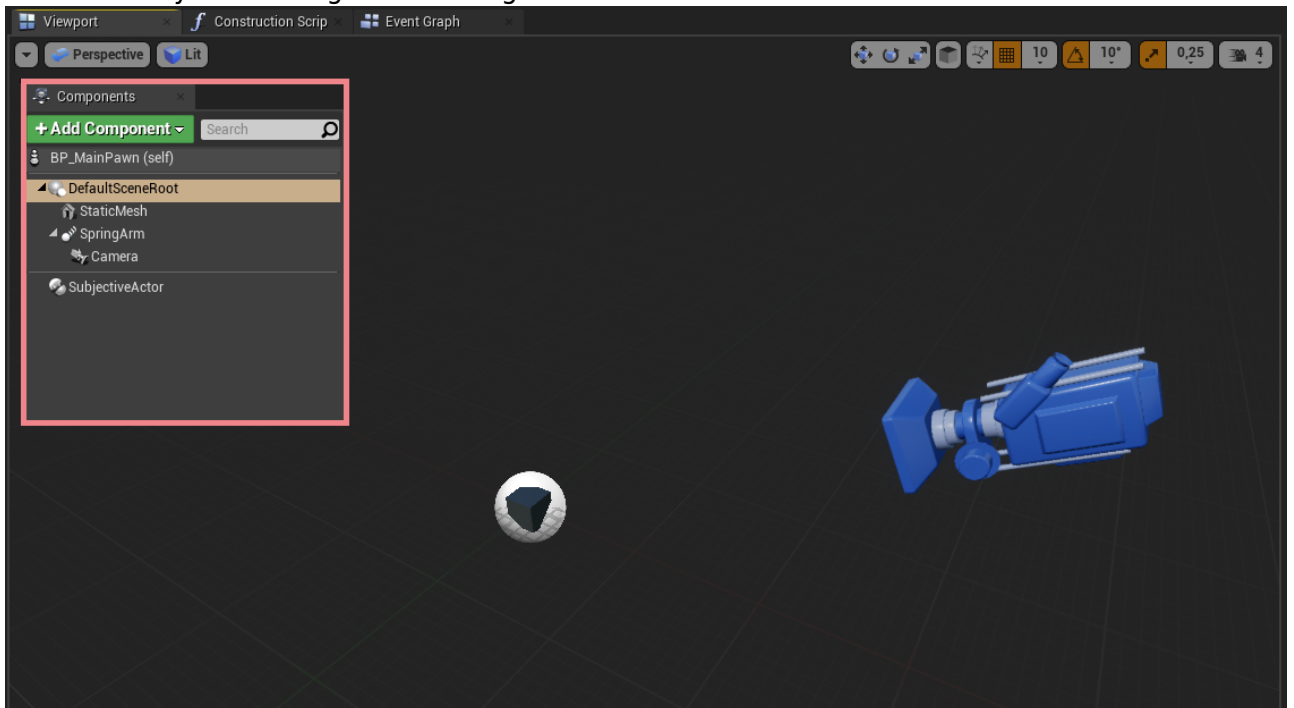 Viewport
Construction Scrip
Event Graph
Perspective
Lit
10
10°
0,25
4
Components
+Add Component
Search
BP_MainPawn (self)
DefaultSceneRoot
StaticMesh
SpringArm
Camera
SubjectiveActor